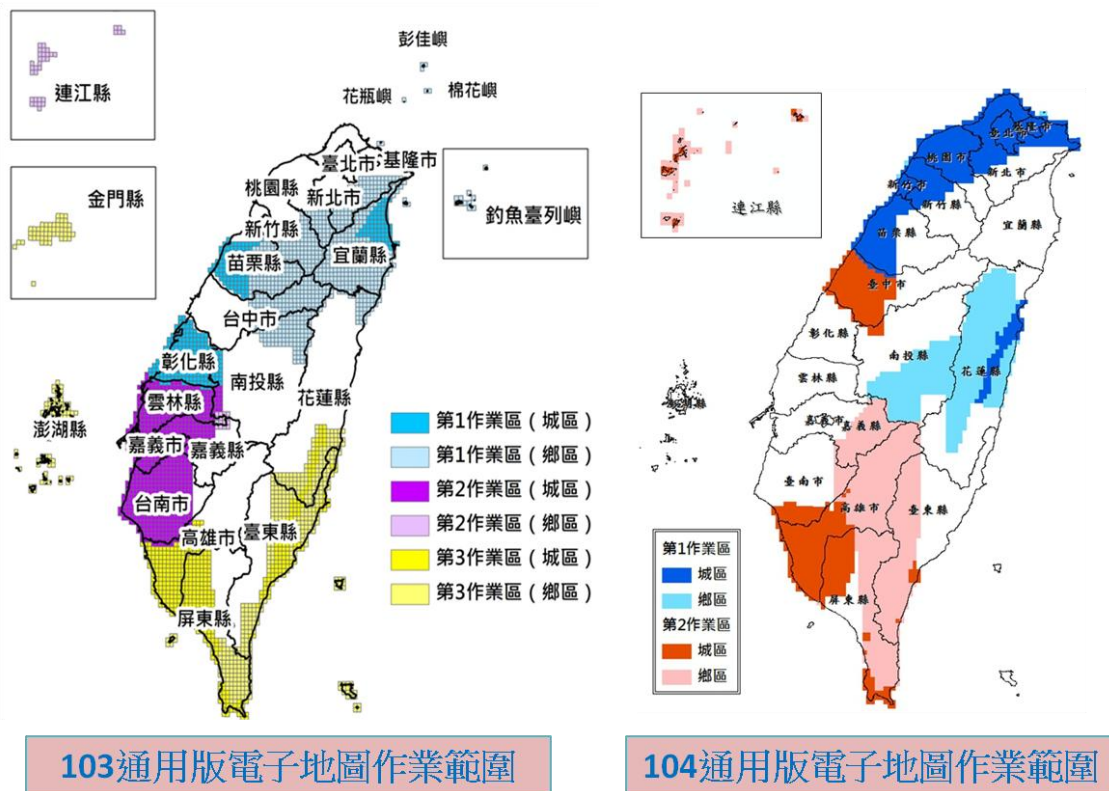 連江縣
金門縣
彭佳嶼
花瓶嶼
棉花嶼
釣魚臺列嶼
臺北市
基隆市
桃園縣
新北市
新竹縣
苗栗縣
宜蘭縣
台中市
彰化縣
南投縣
花蓮縣
雲林縣
澎湖縣
嘉義市
嘉義縣
台南市
高雄市
臺東縣
屏東縣
第1作業區（城區）
第1作業區（鄉區）
第2作業區（城區）
第2作業區（鄉區）
第3作業區（城區）
第3作業區（鄉區）
103通用版電子地圖作業範圍
連江縣
臺北市
基隆市
桃園市
新北市
新竹市
新竹縣
宜蘭縣
苗栗縣
臺中市
彰化縣
南投縣
花蓮縣
雲林縣
澎湖縣
嘉義市
嘉義縣
臺南市
高雄市
臺東縣
屏東縣
第1作業區
城區
鄉區
第2作業區
城區
鄉區
104通用版電子地圖作業範圍